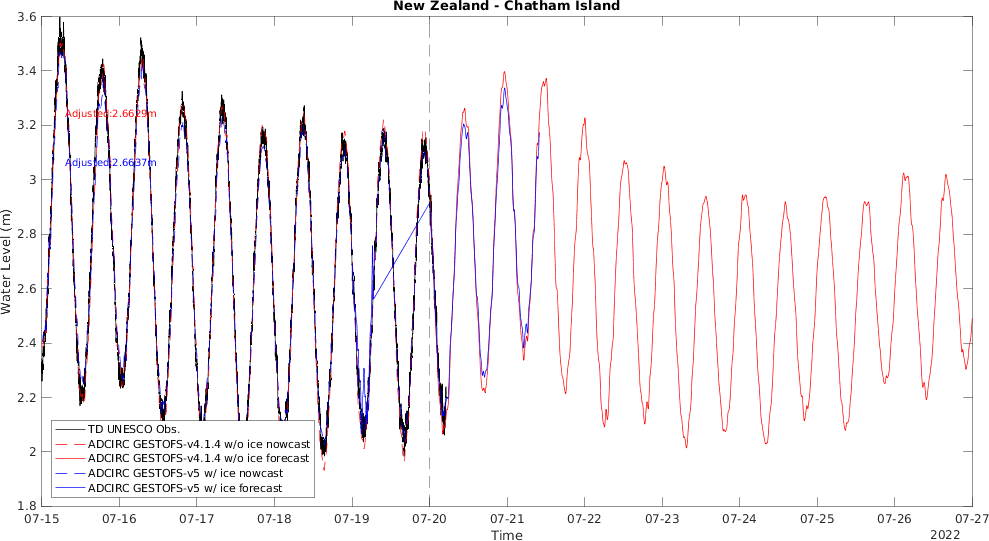 New Zealand - Chatham Island
Water Level (m)
3.6
3.4
3.2
3
2.8
2.6
2.4
2.2
2
1.8
Adjusted:2.6629m
Adjusted:2.6637m
TD UNESCO Obs.
ADCIRC GESTOFS-v4.1.4 w/o ice nowcast
ADCIRC GESTOFS-v4.1.4 w/o ice forecast
ADCIRC GESTOFS-v5 w/ ice nowcast
ADCIRC GESTOFS-v5 w/ ice forecast
07-15 07-16 07-17 07-18 07-19 07-20 07-21 07-22 07-23 07-24 07-25 07-26 07-27
Time
2022